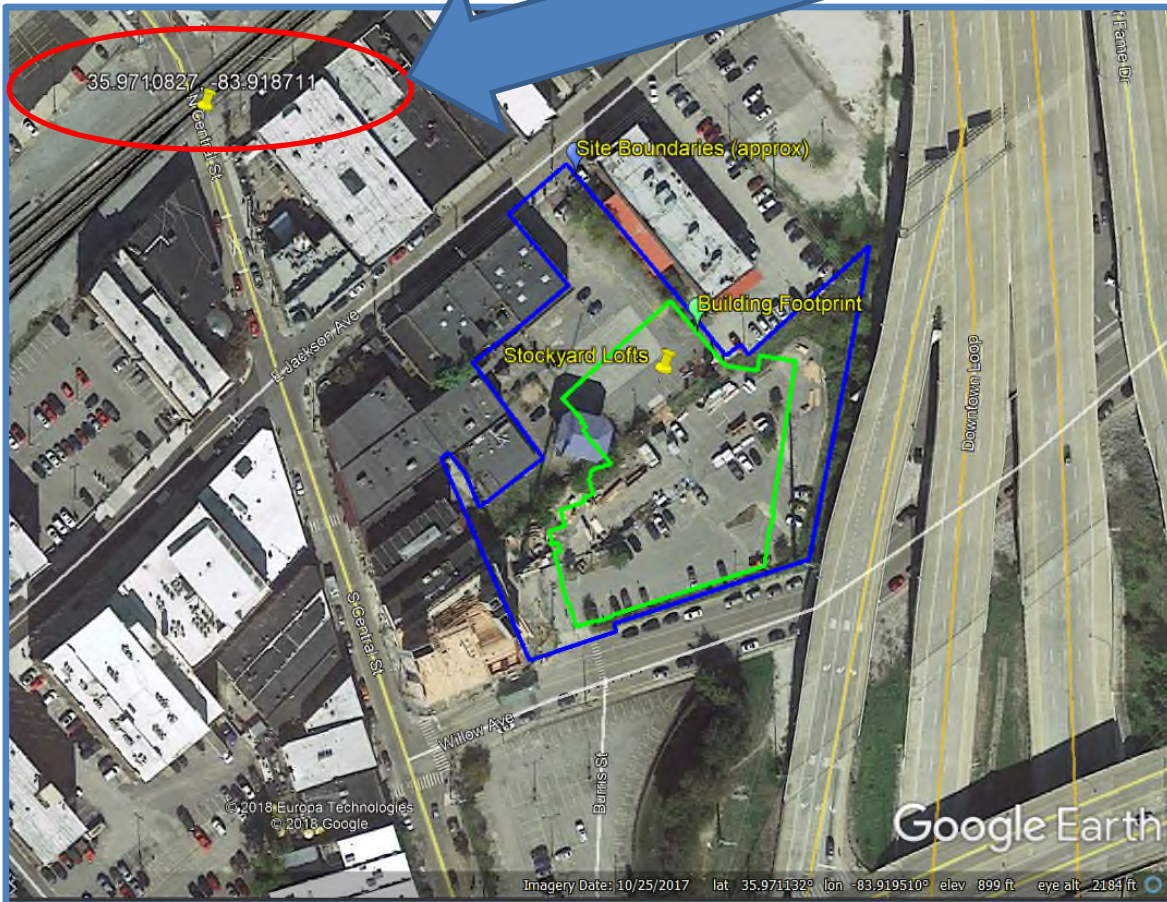 f Fame Dr
35.9710827, -83.918711
N Central St
Site Boundaries (approx)
Building Footprint
E Jackson Ave
Stockyard Lofts
Downtown Loop
S Central St
Willow Ave
Burris St
© 2018 Europa Technologies
© 2018 Google
Google Earth
Imagery Date: 10/25/2017 lat 35.971132° lon -83.919510° elev 899 ft eye alt 2184 ft